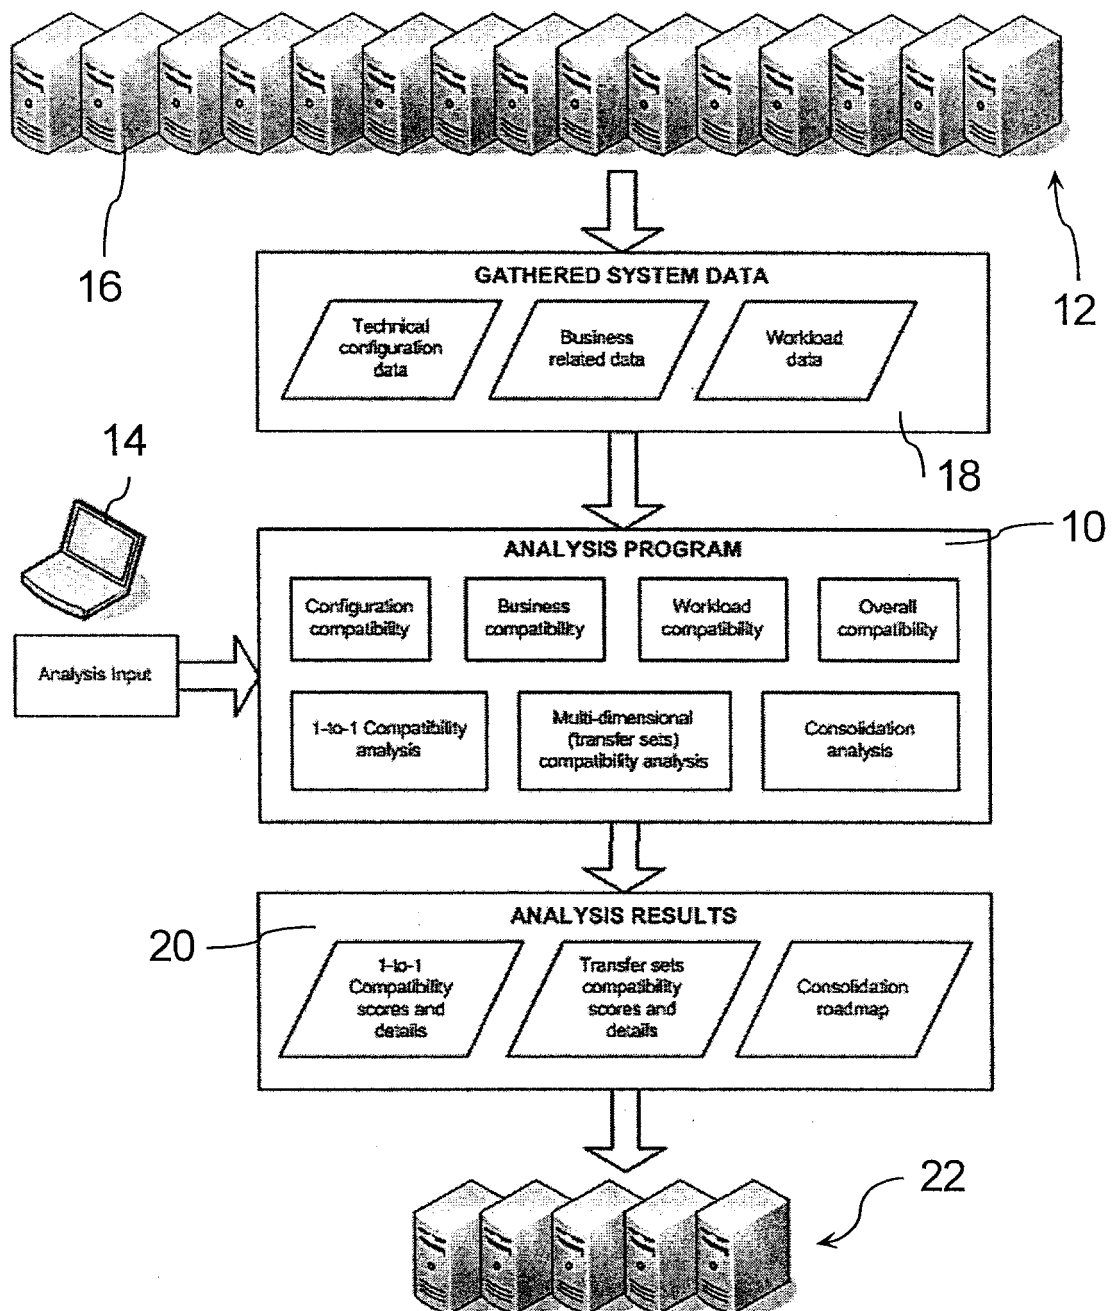 16
12
GATHERED SYSTEM DATA
Technical
configuration
data
Business
related data
Workload
data
18
14
10
ANALYSIS PROGRAM
Configuration
compatibility
Business
compatibility
Workload
compatibility
Overall
compatibility
Analysis Input
1-to-1 Compatibility
analysis
Multi-dimensional
(transfer sets)
compatibility analysis
Consolidation
analysis
20
ANALYSIS RESULTS
1-to-1
Compatibility
scores and
details
Transfer sets
compatibility
scores and
details
Consolidation
roadmap
22